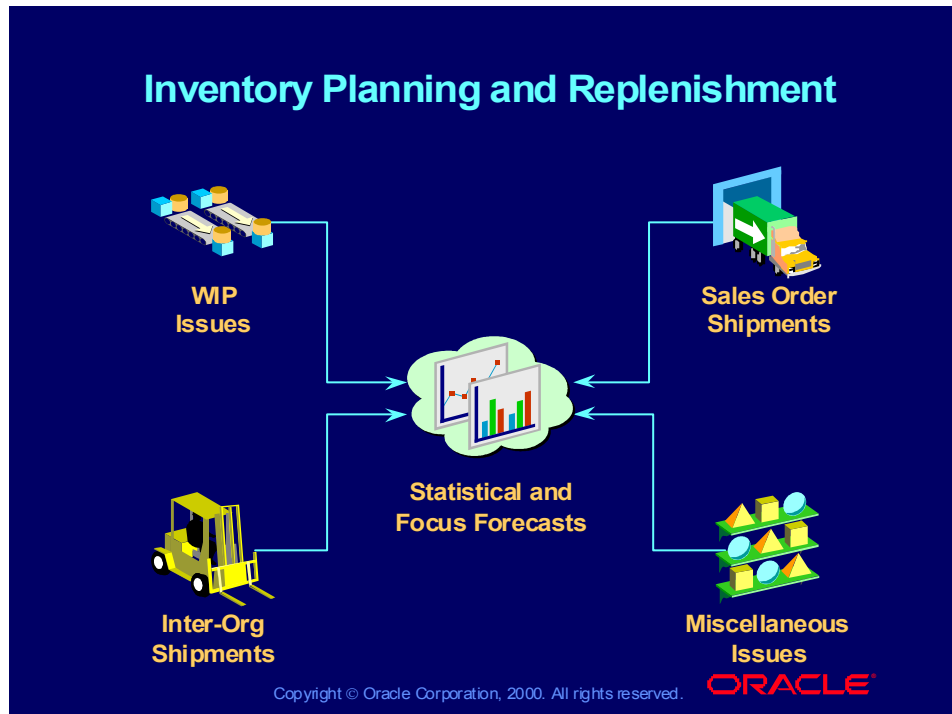 Inventory Planning and Replenishment
WIP
Issues
Sales Order
Shipments
Statistical and
Focus Forecasts
Inter-Org
Shipments
Miscellaneous
Issues
Copyright © Oracle Corporation, 2000. All rights reserved.
ORACLE®